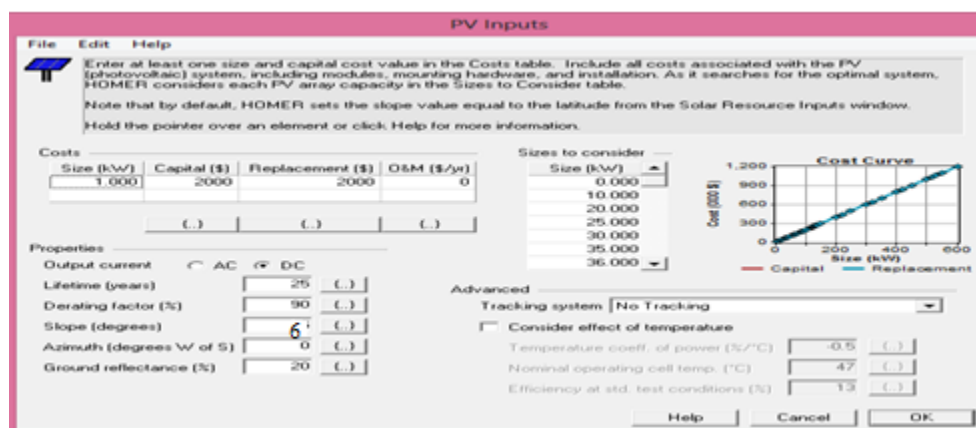 PV Inputs
File Edit Help
Enter at least one size and capital cost value in the Costs table. Include all costs associated with the PV
(photovoltaic) system, including modules, mounting hardware, and installation. As it searches for the optimal system,
HOMER considers each PV array capacity in the Sizes to Consider table.
Note that by default, HOMER sets the slope value equal to the latitude from the Solar Resource Inputs window.
Hold the pointer over an element or click Help for more information.
Costs
Size (kW) Capital ($) Replacement ($) O&M ($/yr)
1.000 2000 2000 0
{..} {..} {..}
Sizes to consider
Size (kW)
0.000
10.000
20.000
25.000
30.000
35.000
36.000
Cost Curve
1,200
900
600
300
0
Cost (000 $)
0 200 400 600
Size (kW)
Capital Replacement
Properties
Output current AC DC
Lifetime (years) 25 {..}
Derating factor (%) 90 {..}
Slope (degrees) 6 {..}
Azimuth (degrees W of S) 0 {..}
Ground reflectance (%) 20 {..}
Advanced
Tracking system No Tracking
Consider effect of temperature
Temperature coeff. of power (%/°C) -0.5 {..}
Nominal operating cell temp. (°C) 47 {..}
Efficiency at std. test conditions (%) 13 {..}
Help Cancel OK